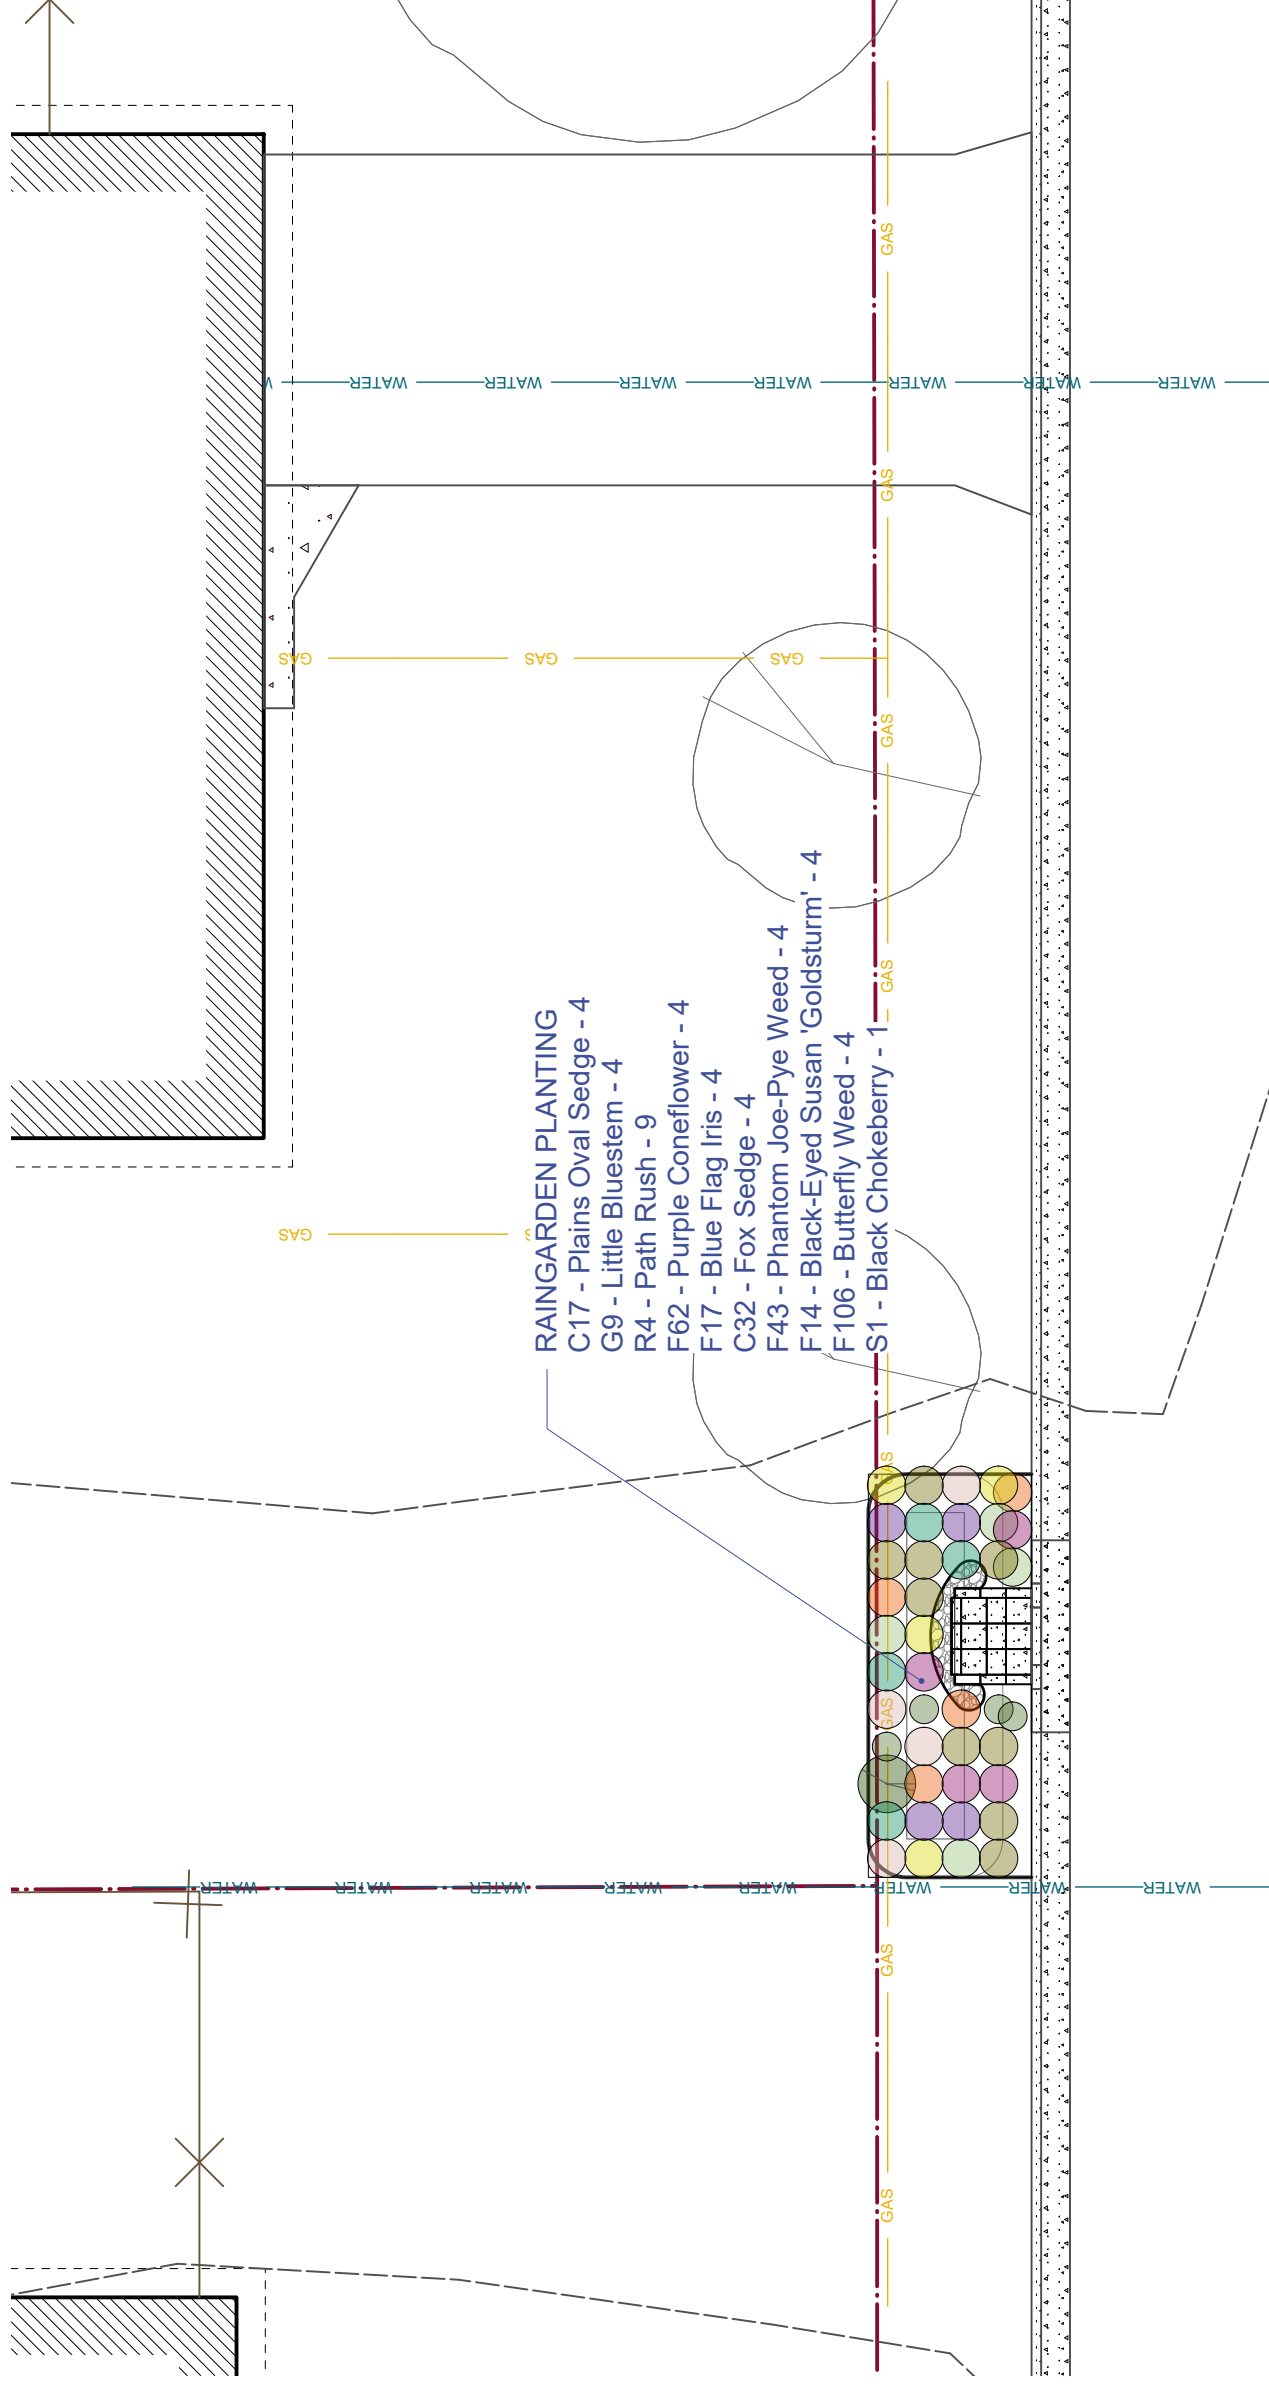 RAINGARDEN PLANTING
C17 - Plains Oval Sedge - 4
G9 - Little Bluestem - 4
R4 - Path Rush - 9
F62 - Purple Coneflower - 4
F17 - Blue Flag Iris - 4
C32 - Fox Sedge - 4
F43 - Phantom Joe-Pye Weed - 4
F14 - Black-Eyed Susan 'Goldsturm' - 4
F106 - Butterfly Weed - 4
S1 - Black Chokeberry - 1
GAS
WATER WATER WATER WATER WATER WATER WATER
GAS
GAS GAS GAS
GAS
GAS
GAS
GAS
GAS
WATER WATER WATER WATER WATER WATER WATER WATER
GAS
GAS